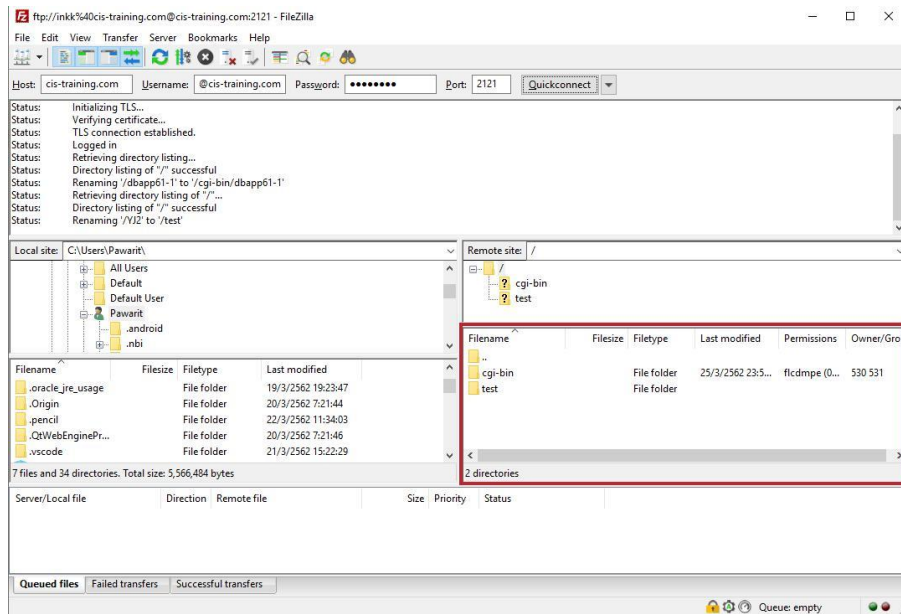 ftp://inkk%40cis-training.com@cis-training.com:2121 - FileZilla
File Edit View Transfer Server Bookmarks Help
Host: cis-training.com Username: @cis-training.com Password: ●●●●●●●● Port: 2121 Quickconnect
Status: Initializing TLS...
Status: Verifying certificate...
Status: TLS connection established.
Status: Logged in
Status: Retrieving directory listing...
Status: Directory listing of "/" successful
Status: Renaming '/dbapp61-1' to '/cgi-bin/dbapp61-1'
Status: Retrieving directory listing of "/"...
Status: Directory listing of "/" successful
Status: Renaming '/YJ2' to '/test'
Local site: C:\Users\Pawarit\
All Users
Default
Default User
Pawarit
.android
.nbi
Filename Filesize Filetype Last modified
.oracle_jre_usage File folder 19/3/2562 19:23:47
.Origin File folder 20/3/2562 7:21:44
.pencil File folder 22/3/2562 11:34:03
.QtWebEnginePr... File folder 20/3/2562 7:21:46
.vscode File folder 21/3/2562 15:22:29
7 files and 34 directories. Total size: 5,566,484 bytes
Remote site: /
/
? cgi-bin
? test
Filename Filesize Filetype Last modified Permissions Owner/Gro
..
cgi-bin File folder 25/3/2562 23:5... flcdmpe (0... 530 531
test File folder
2 directories
Server/Local file Direction Remote file Size Priority Status
Queued files Failed transfers Successful transfers
Queue: empty